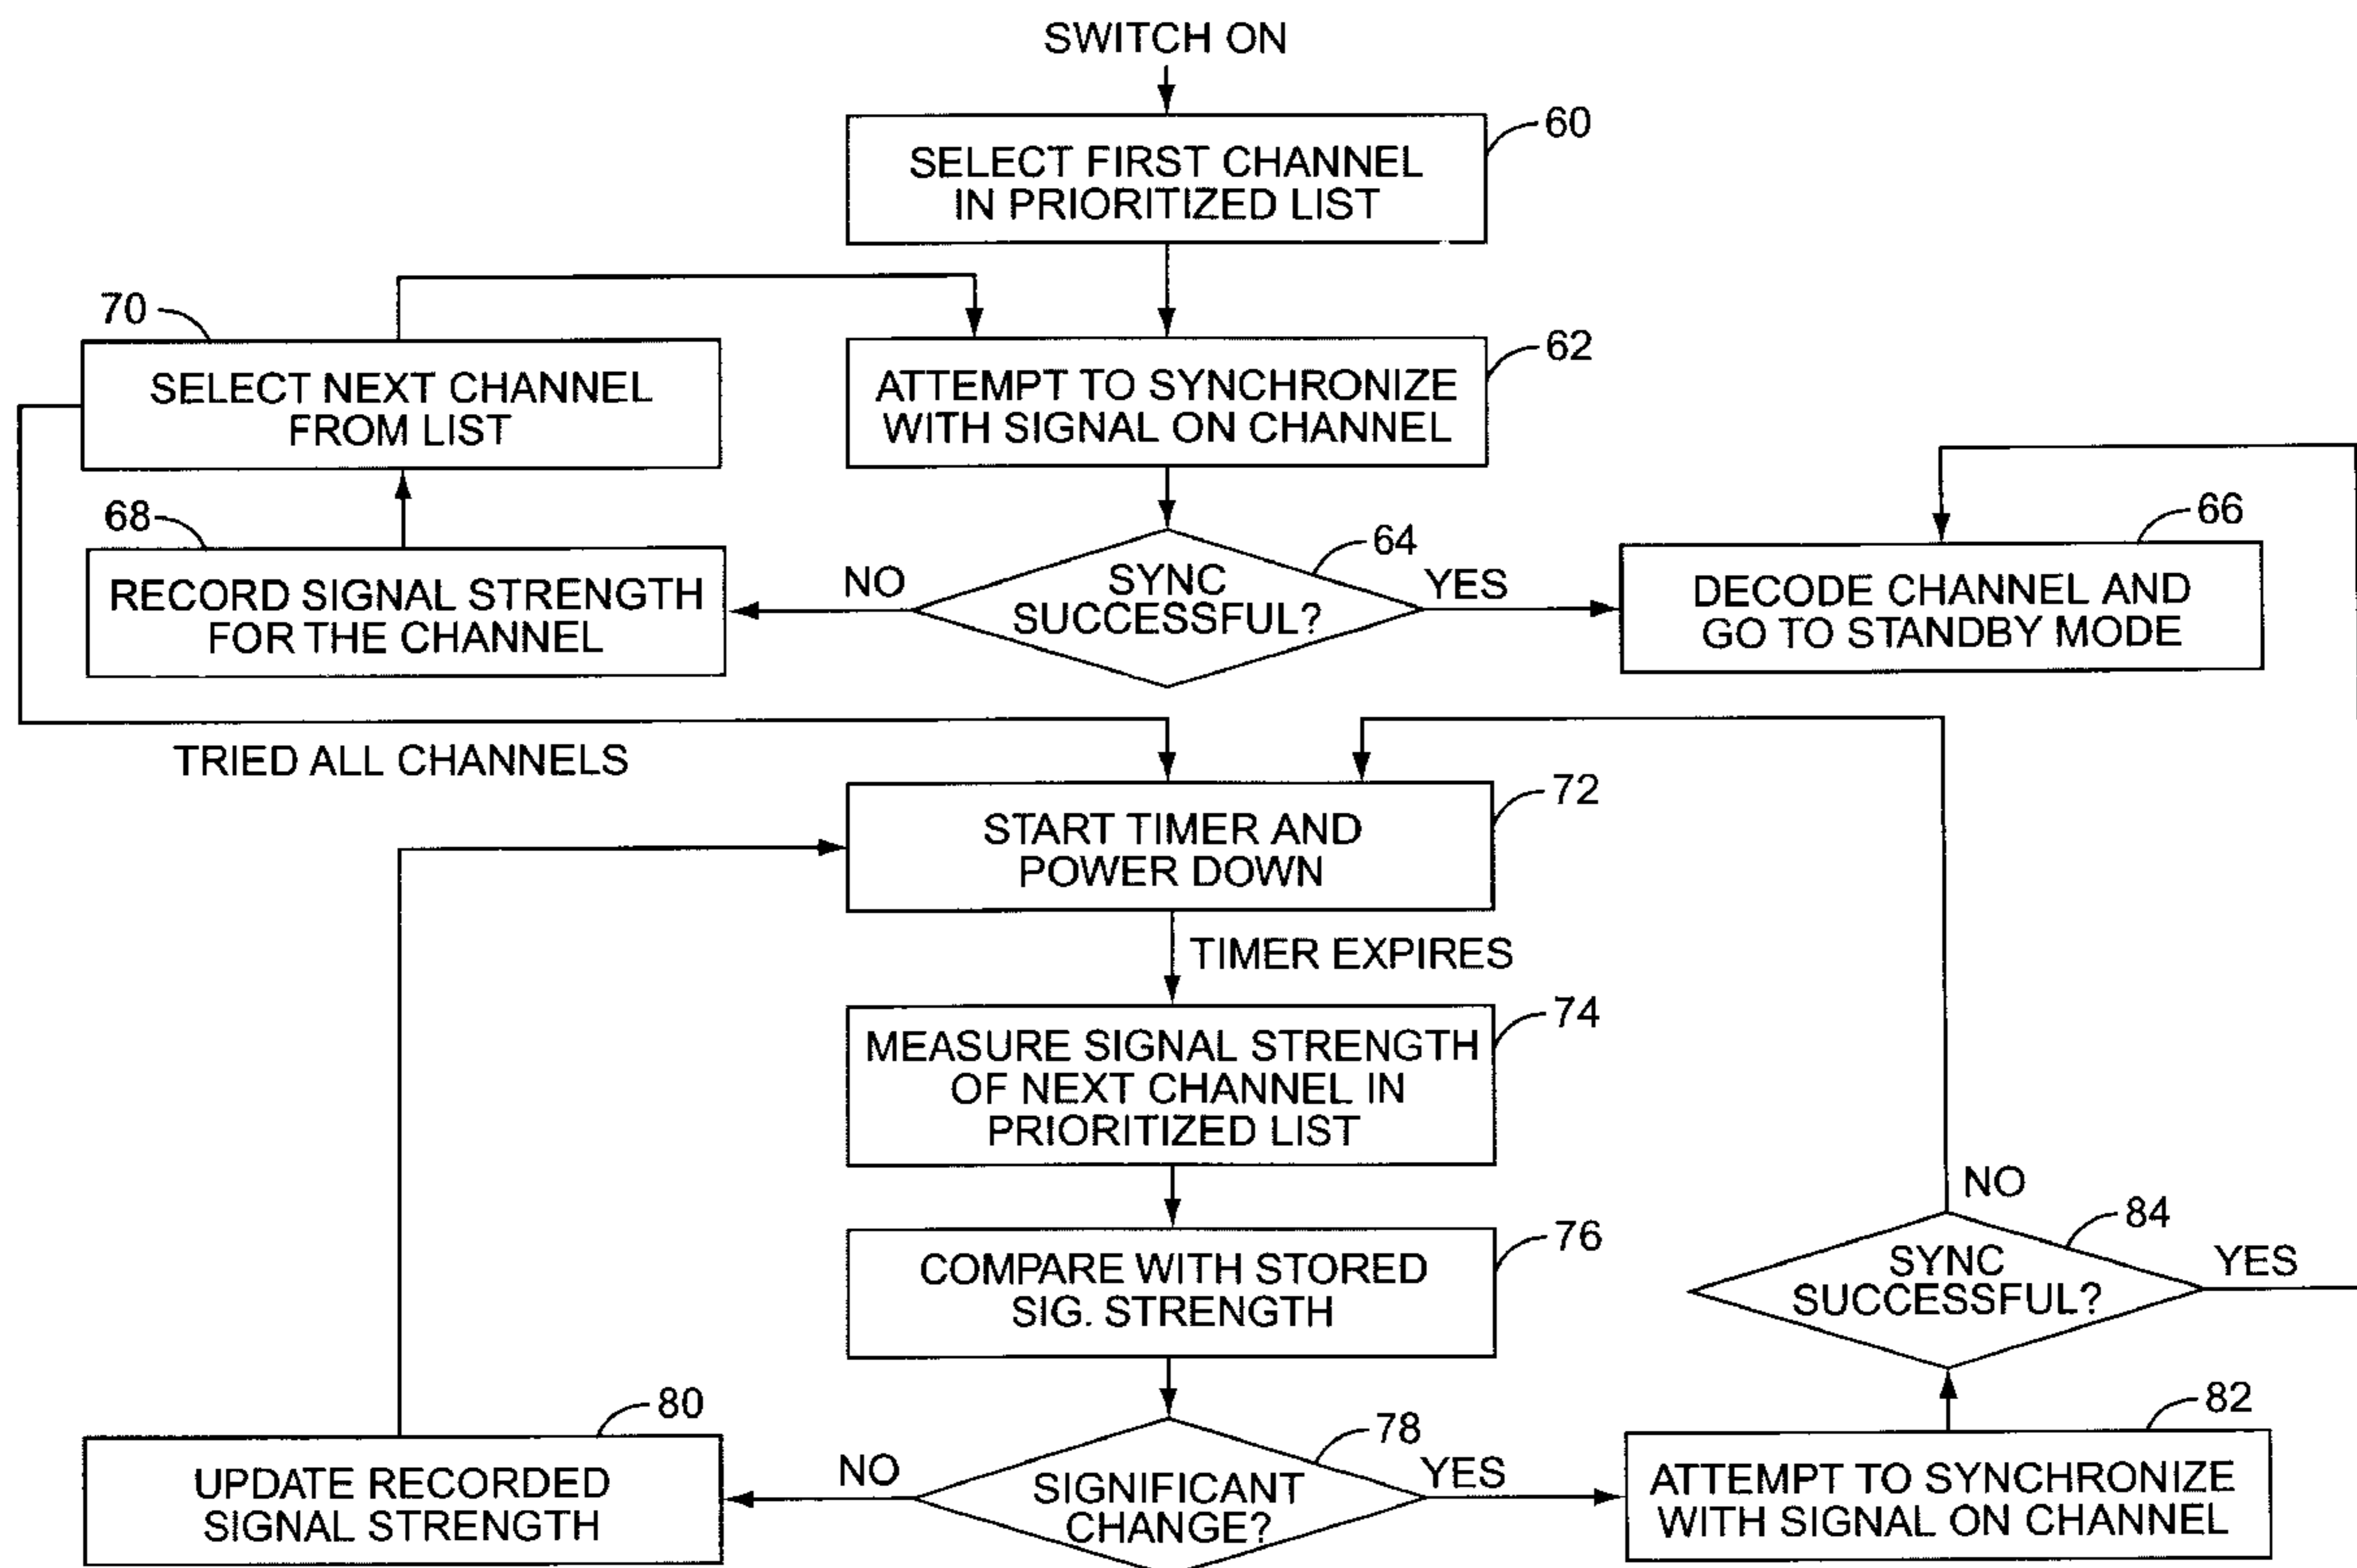 SWITCH ON
60
SELECT FIRST CHANNEL
IN PRIORITIZED LIST
70
SELECT NEXT CHANNEL
FROM LIST
62
ATTEMPT TO SYNCHRONIZE
WITH SIGNAL ON CHANNEL
68
RECORD SIGNAL STRENGTH
FOR THE CHANNEL
NO
64
SYNC
SUCCESSFUL?
YES
66
DECODE CHANNEL AND
GO TO STANDBY MODE
TRIED ALL CHANNELS
72
START TIMER AND
POWER DOWN
TIMER EXPIRES
74
MEASURE SIGNAL STRENGTH
OF NEXT CHANNEL IN
PRIORITIZED LIST
76
COMPARE WITH STORED
SIG. STRENGTH
NO
84
SYNC
SUCCESSFUL?
YES
80
UPDATE RECORDED
SIGNAL STRENGTH
NO
78
SIGNIFICANT
CHANGE?
YES
82
ATTEMPT TO SYNCHRONIZE
WITH SIGNAL ON CHANNEL